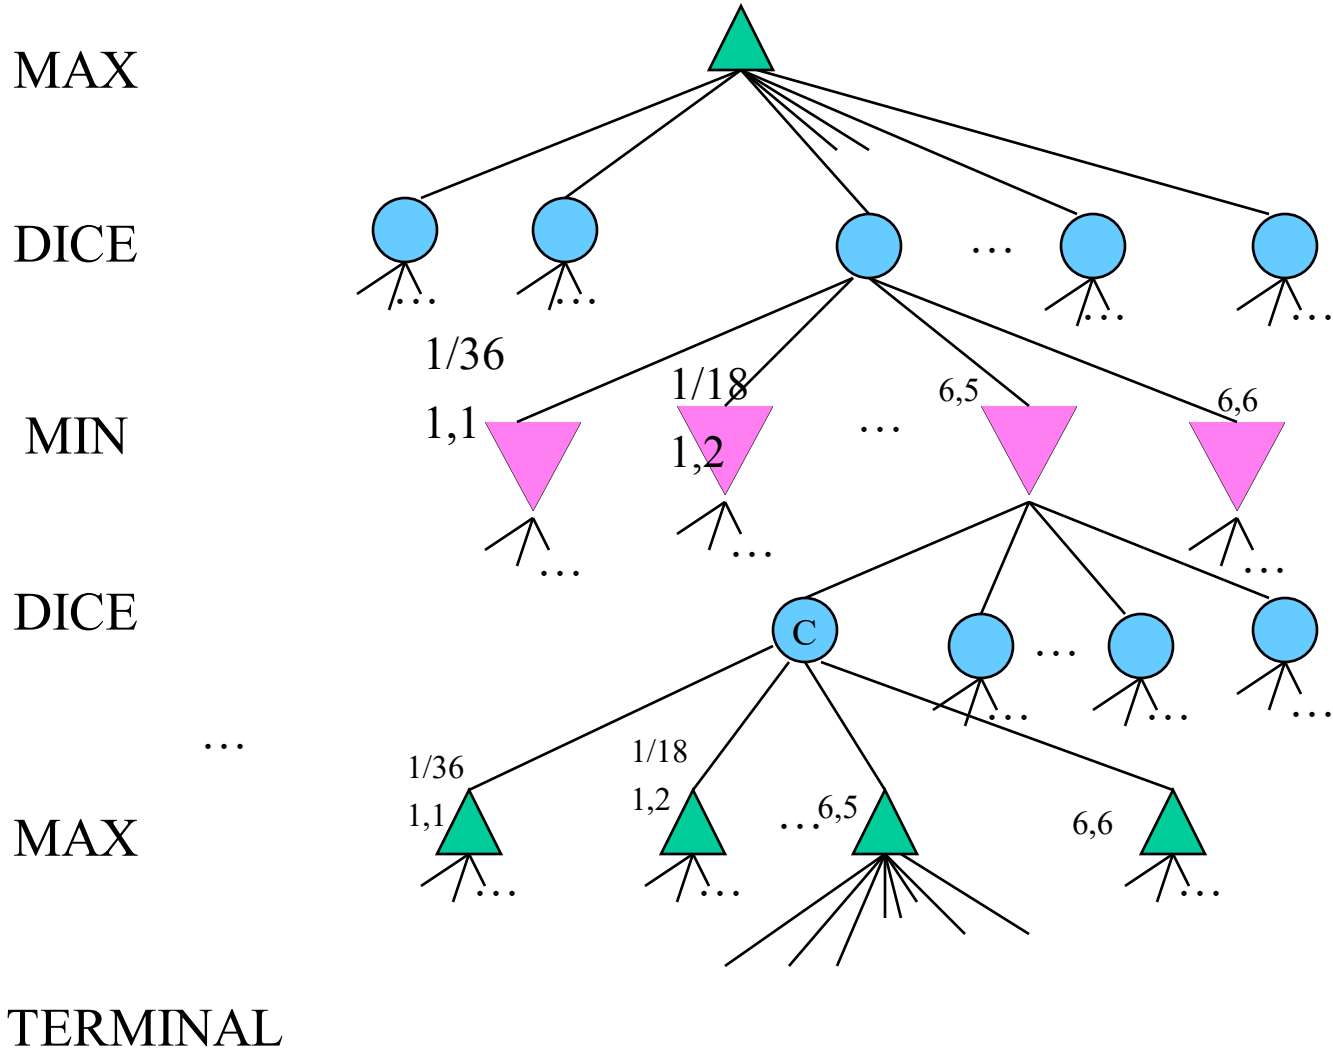 MAX
DICE
…
… … … …
1/36
1/18
6,5
6,6
MIN
1,1
…
1,2
… … …
DICE
C
…
… … …
…
1/36
1/18
1,1
1,2
…
6,5
6,6
MAX
… … …
TERMINAL